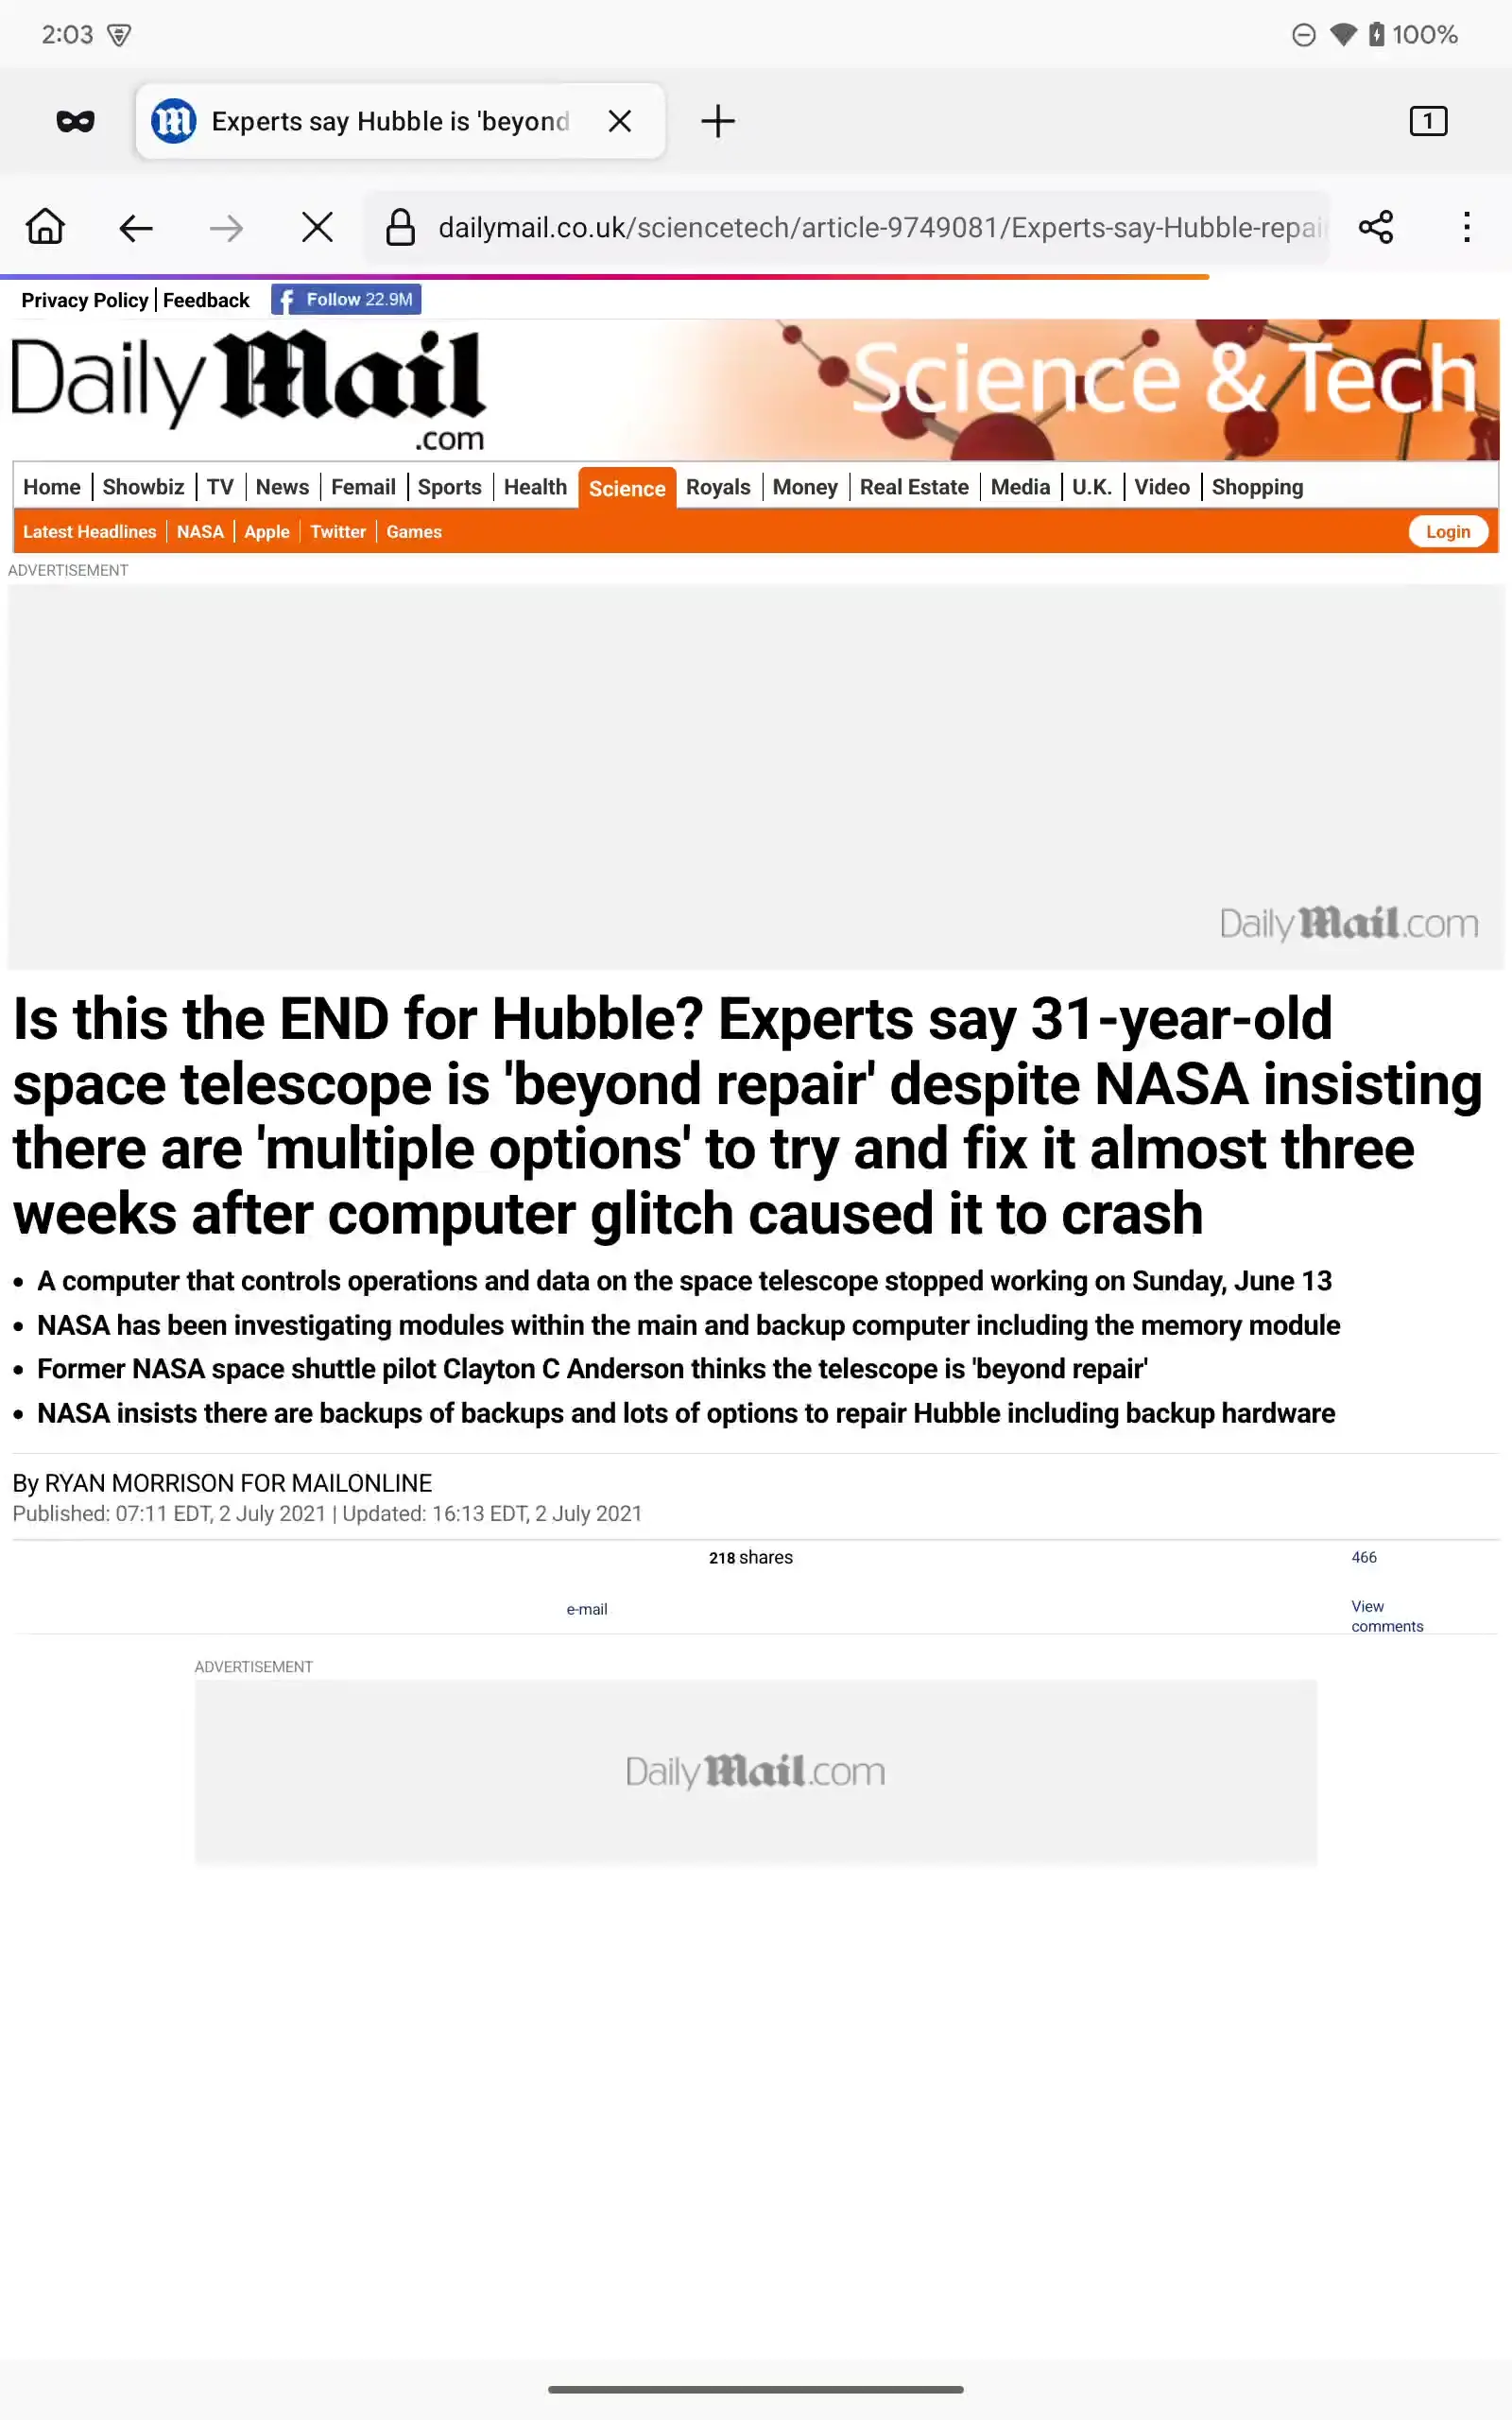 2:03 100%
Experts say Hubble is 'beyond 1
dailymail.co.uk/sciencetech/article-9749081/Experts-say-Hubble-repai
Privacy Policy Feedback f Follow 22.9M
Daily Mail .com Science & Tech
Home Showbiz TV News Femail Sports Health Science Royals Money Real Estate Media U.K. Video Shopping
Latest Headlines NASA Apple Twitter Games Login
ADVERTISEMENT
Daily Mail.com
Is this the END for Hubble? Experts say 31-year-old
space telescope is 'beyond repair' despite NASA insisting
there are 'multiple options' to try and fix it almost three
weeks after computer glitch caused it to crash
• A computer that controls operations and data on the space telescope stopped working on Sunday, June 13
• NASA has been investigating modules within the main and backup computer including the memory module
• Former NASA space shuttle pilot Clayton C Anderson thinks the telescope is 'beyond repair'
• NASA insists there are backups of backups and lots of options to repair Hubble including backup hardware
By RYAN MORRISON FOR MAILONLINE
Published: 07:11 EDT, 2 July 2021 | Updated: 16:13 EDT, 2 July 2021
218 shares 466
e-mail View
comments
ADVERTISEMENT
Daily Mail.com